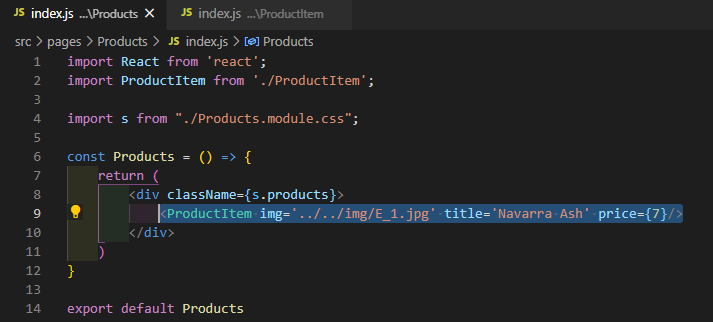 JS index.js ...\Products X JS index.js ...\ProductItem
src > pages > Products > JS index.js > Products
1 import React from 'react';
2 import ProductItem from './ProductItem';
3
4 import s from "./Products.module.css";
5
6 const Products = () => {
7 return (
8 <div className={s.products}>
9 <ProductItem img='../../img/E_1.jpg' title='Navarra Ash' price={7}/>
10 </div>
11 )
12 }
13
14 export default Products